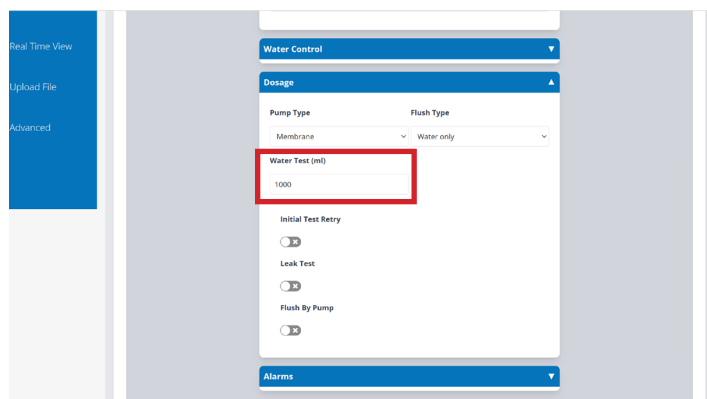 Real Time View
Upload File
Advanced
Water Control
Dosage
Pump Type
Flush Type
Membrane
Water only
Water Test (ml)
1000
Initial Test Retry
Leak Test
Flush By Pump
Alarms